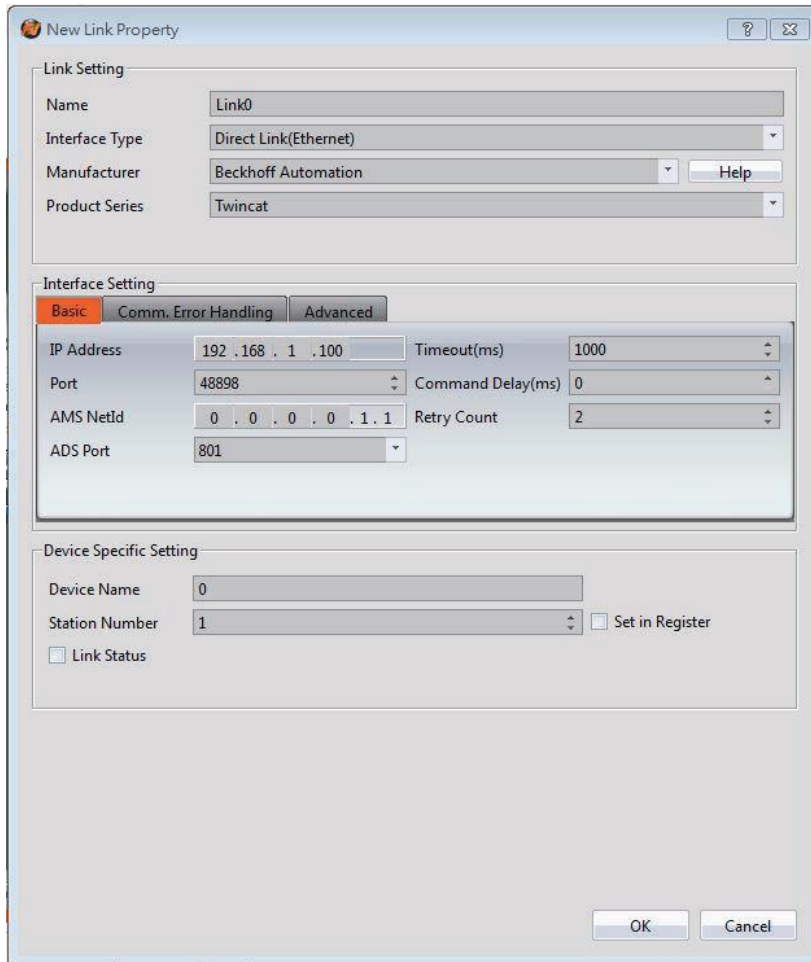 New Link Property
Link Setting
Name Link0
Interface Type Direct Link(Ethernet)
Manufacturer Beckhoff Automation Help
Product Series Twincat
Interface Setting
Basic Comm. Error Handling Advanced
IP Address 192 .168 . 1 .100 Timeout(ms) 1000
Port 48898 Command Delay(ms) 0
AMS NetId 0 . 0 . 0 . 0 . 1 . 1 Retry Count 2
ADS Port 801
Device Specific Setting
Device Name 0
Station Number 1 Set in Register
Link Status
OK Cancel